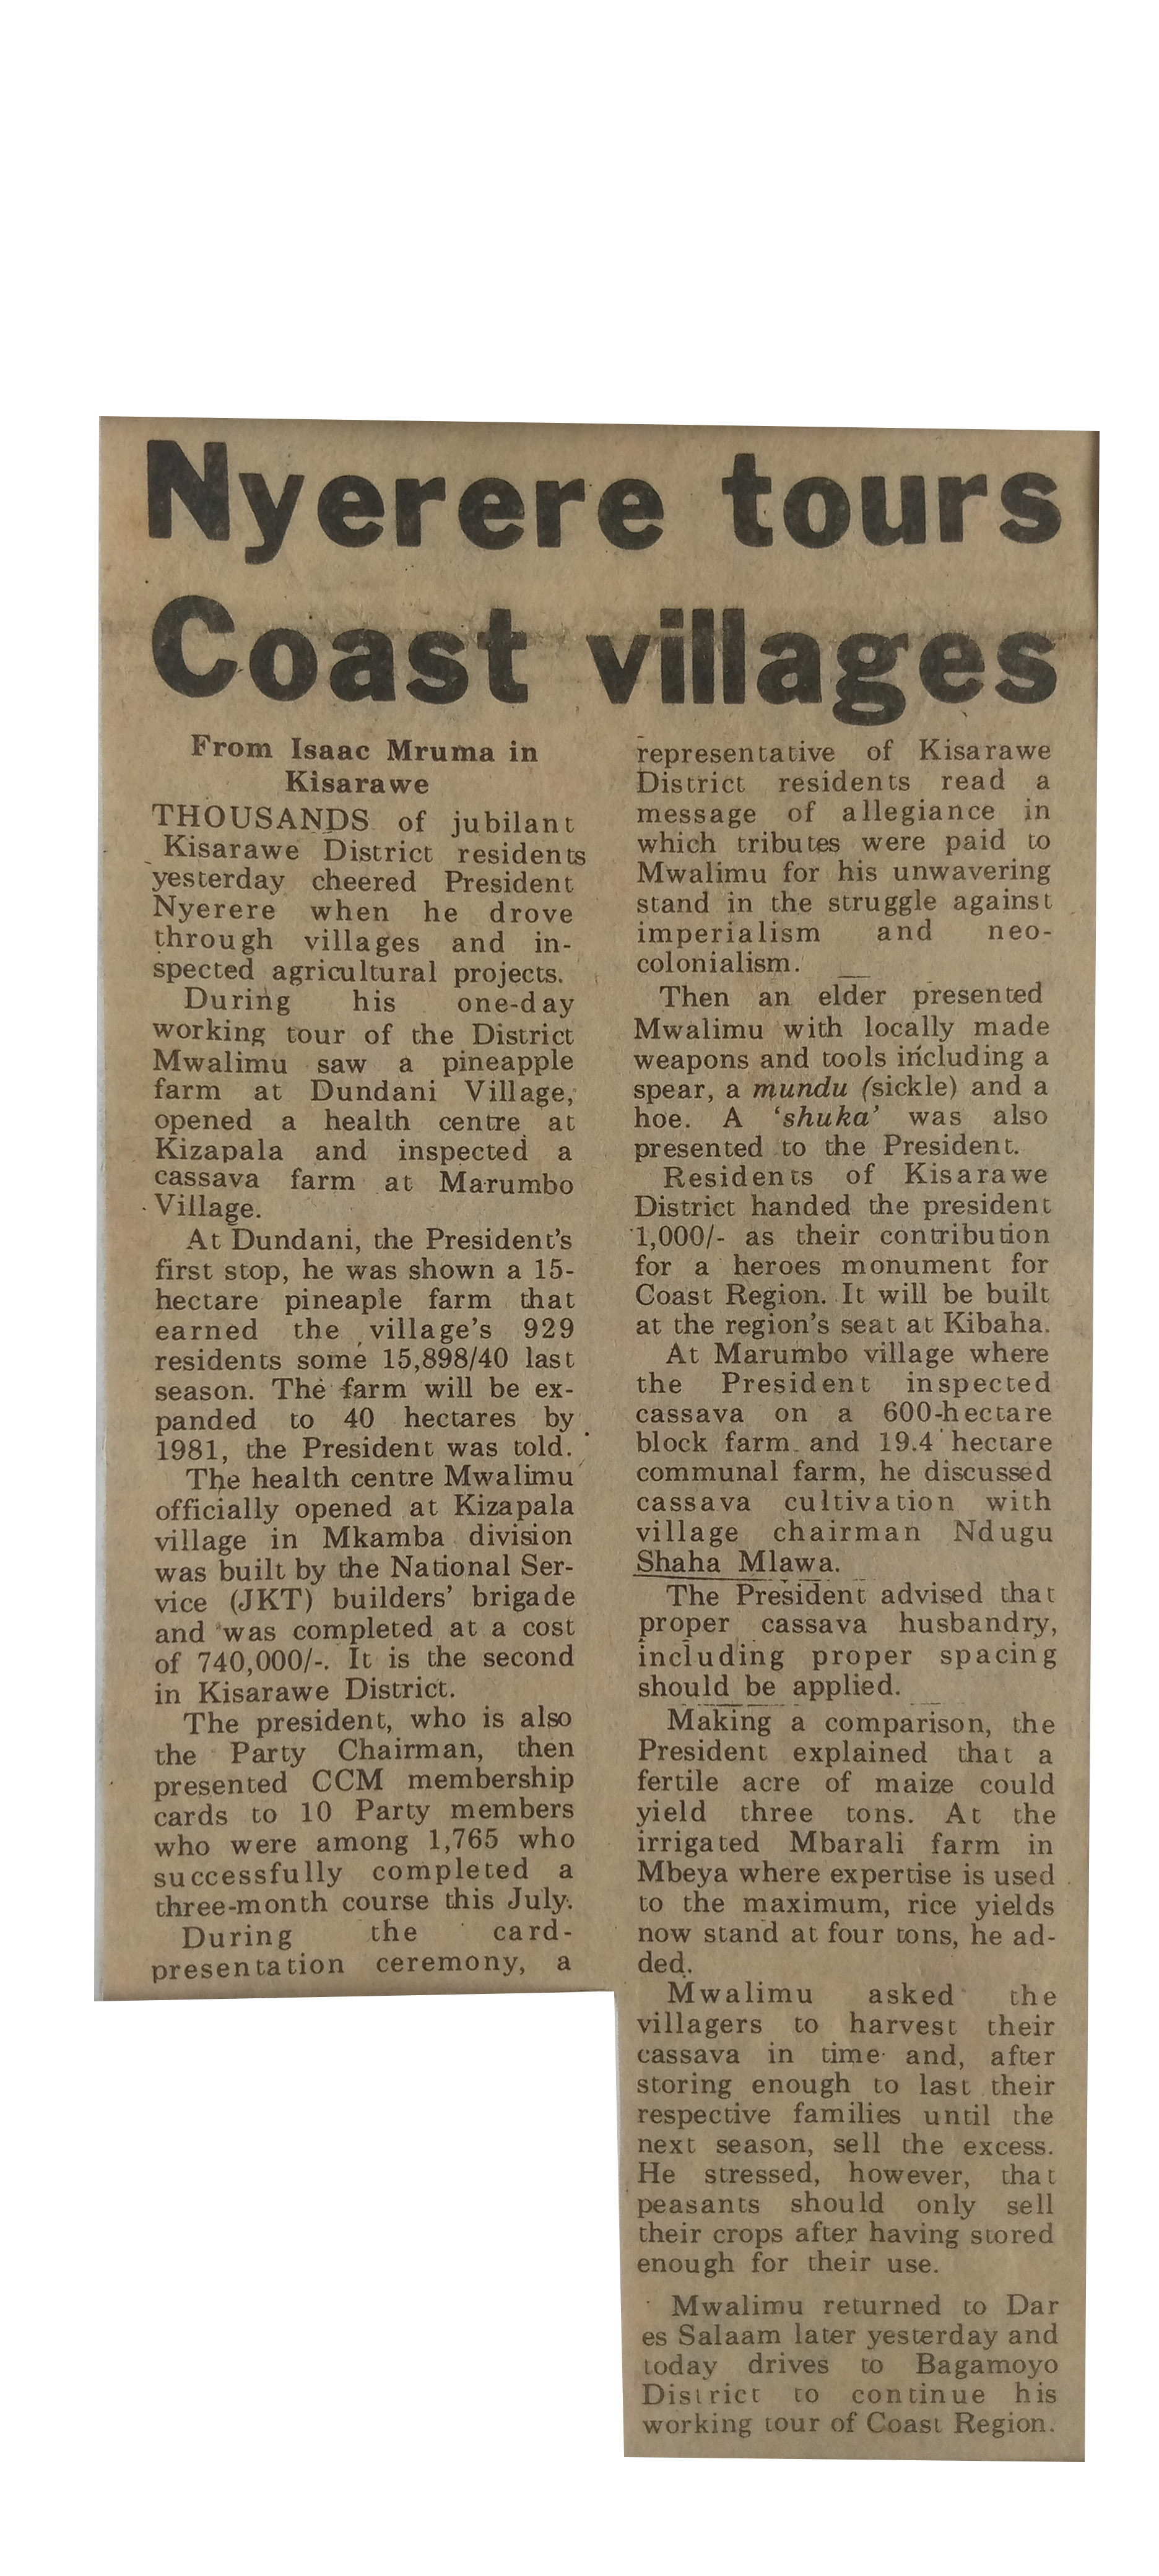 Nyerere tours
Coast villages
From Isaac Mruma in
Kisarawe
THOUSANDS of jubilant
Kisarawe District residents
yesterday cheered President
Nyerere when he drove
through villages and in-
spected agricultural projects.
During his one-day
working tour of the District
Mwalimu saw a pineapple
farm at Dundani Village,
opened a health centre at
Kizapala and inspected a
cassava farm at Marumbo
Village.
At Dundani, the President's
first stop, he was shown a 15-
hectare pineaple farm that
earned the village's 929
residents some 15,898/40 last
season. The farm will be ex-
panded to 40 hectares by
1981, the President was told.
The health centre Mwalimu
officially opened at Kizapala
village in Mkamba division
was built by the National Ser-
vice (JKT) builders' brigade
and was completed at a cost
of 740,000/-. It is the second
in Kisarawe District.
The president, who is also
the Party Chairman, then
presented CCM membership
cards to 10 Party members
who were among 1,765 who
successfully completed a
three-month course this July.
During the card-
presentation ceremony, a
representative of Kisarawe
District residents read a
message of allegiance in
which tributes were paid to
Mwalimu for his unwavering
stand in the struggle against
imperialism and neo-
colonialism.
Then an elder presented
Mwalimu with locally made
weapons and tools including a
spear, a mundu (sickle) and a
hoe. A 'shuka' was also
presented to the President.
Residents of Kisarawe
District handed the president
1,000/- as their contribution
for a heroes monument for
Coast Region. It will be built
at the region's seat at Kibaha.
At Marumbo village where
the President inspected
cassava on a 600-hectare
block farm and 19.4 hectare
communal farm, he discussed
cassava cultivation with
village chairman Ndugu
Shaha Mlawa.
The President advised that
proper cassava husbandry,
including proper spacing
should be applied.
Making a comparison, the
President explained that a
fertile acre of maize could
yield three tons. At the
irrigated Mbarali farm in
Mbeya where expertise is used
to the maximum, rice yields
now stand at four tons, he ad-
ded.
Mwalimu asked the
villagers to harvest their
cassava in time and, after
storing enough to last their
respective families until the
next season, sell the excess.
He stressed, however, that
peasants should only sell
their crops after having stored
enough for their use.
Mwalimu returned to Dar
es Salaam later yesterday and
today drives to Bagamoyo
District to continue his
working tour of Coast Region.